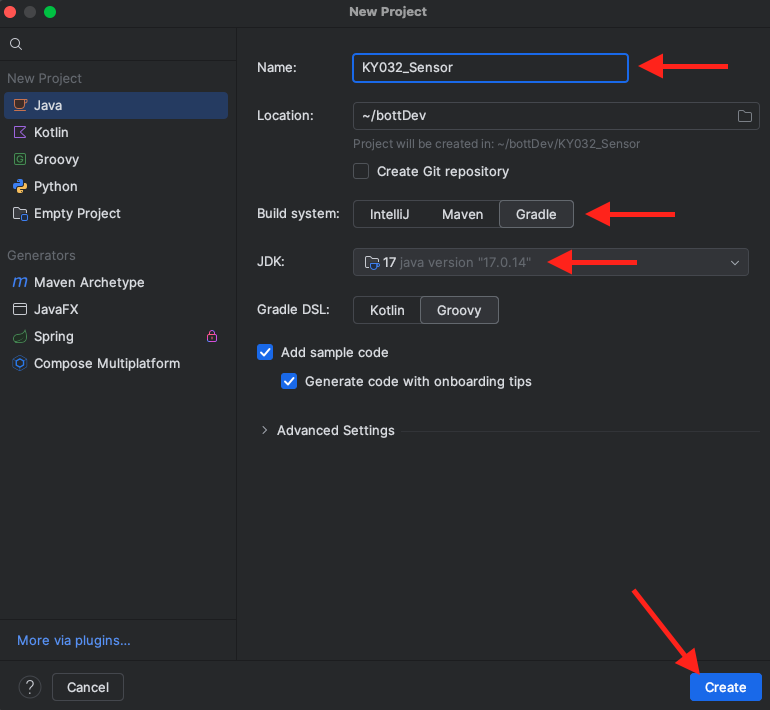 New Project
New Project
Java
Kotlin
Groovy
Python
Empty Project
Generators
Maven Archetype
JavaFX
Spring
Compose Multiplatform
More via plugins...
Name: KY032_Sensor
Location: ~/bottDev
Project will be created in: ~/bottDev/KY032_Sensor
Create Git repository
Build system: IntelliJ Maven Gradle
JDK: 17 java version "17.0.14"
Gradle DSL: Kotlin Groovy
Add sample code
Generate code with onboarding tips
Advanced Settings
? Cancel Create